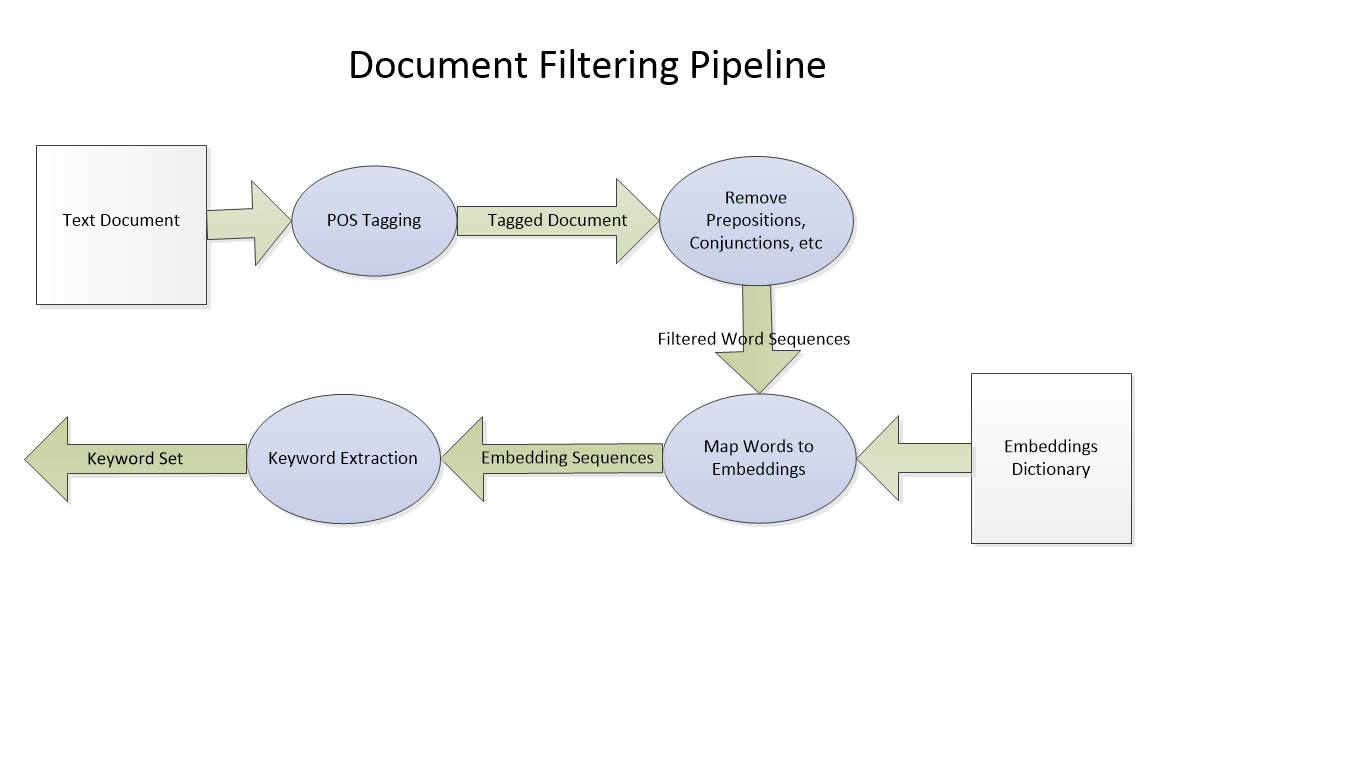 Document Filtering Pipeline
Text Document
POS Tagging
Tagged Document
Remove
Prepositions,
Conjunctions, etc
Filtered Word Sequences
Keyword Set
Keyword Extraction
Embedding Sequences
Map Words to
Embeddings
Embeddings
Dictionary